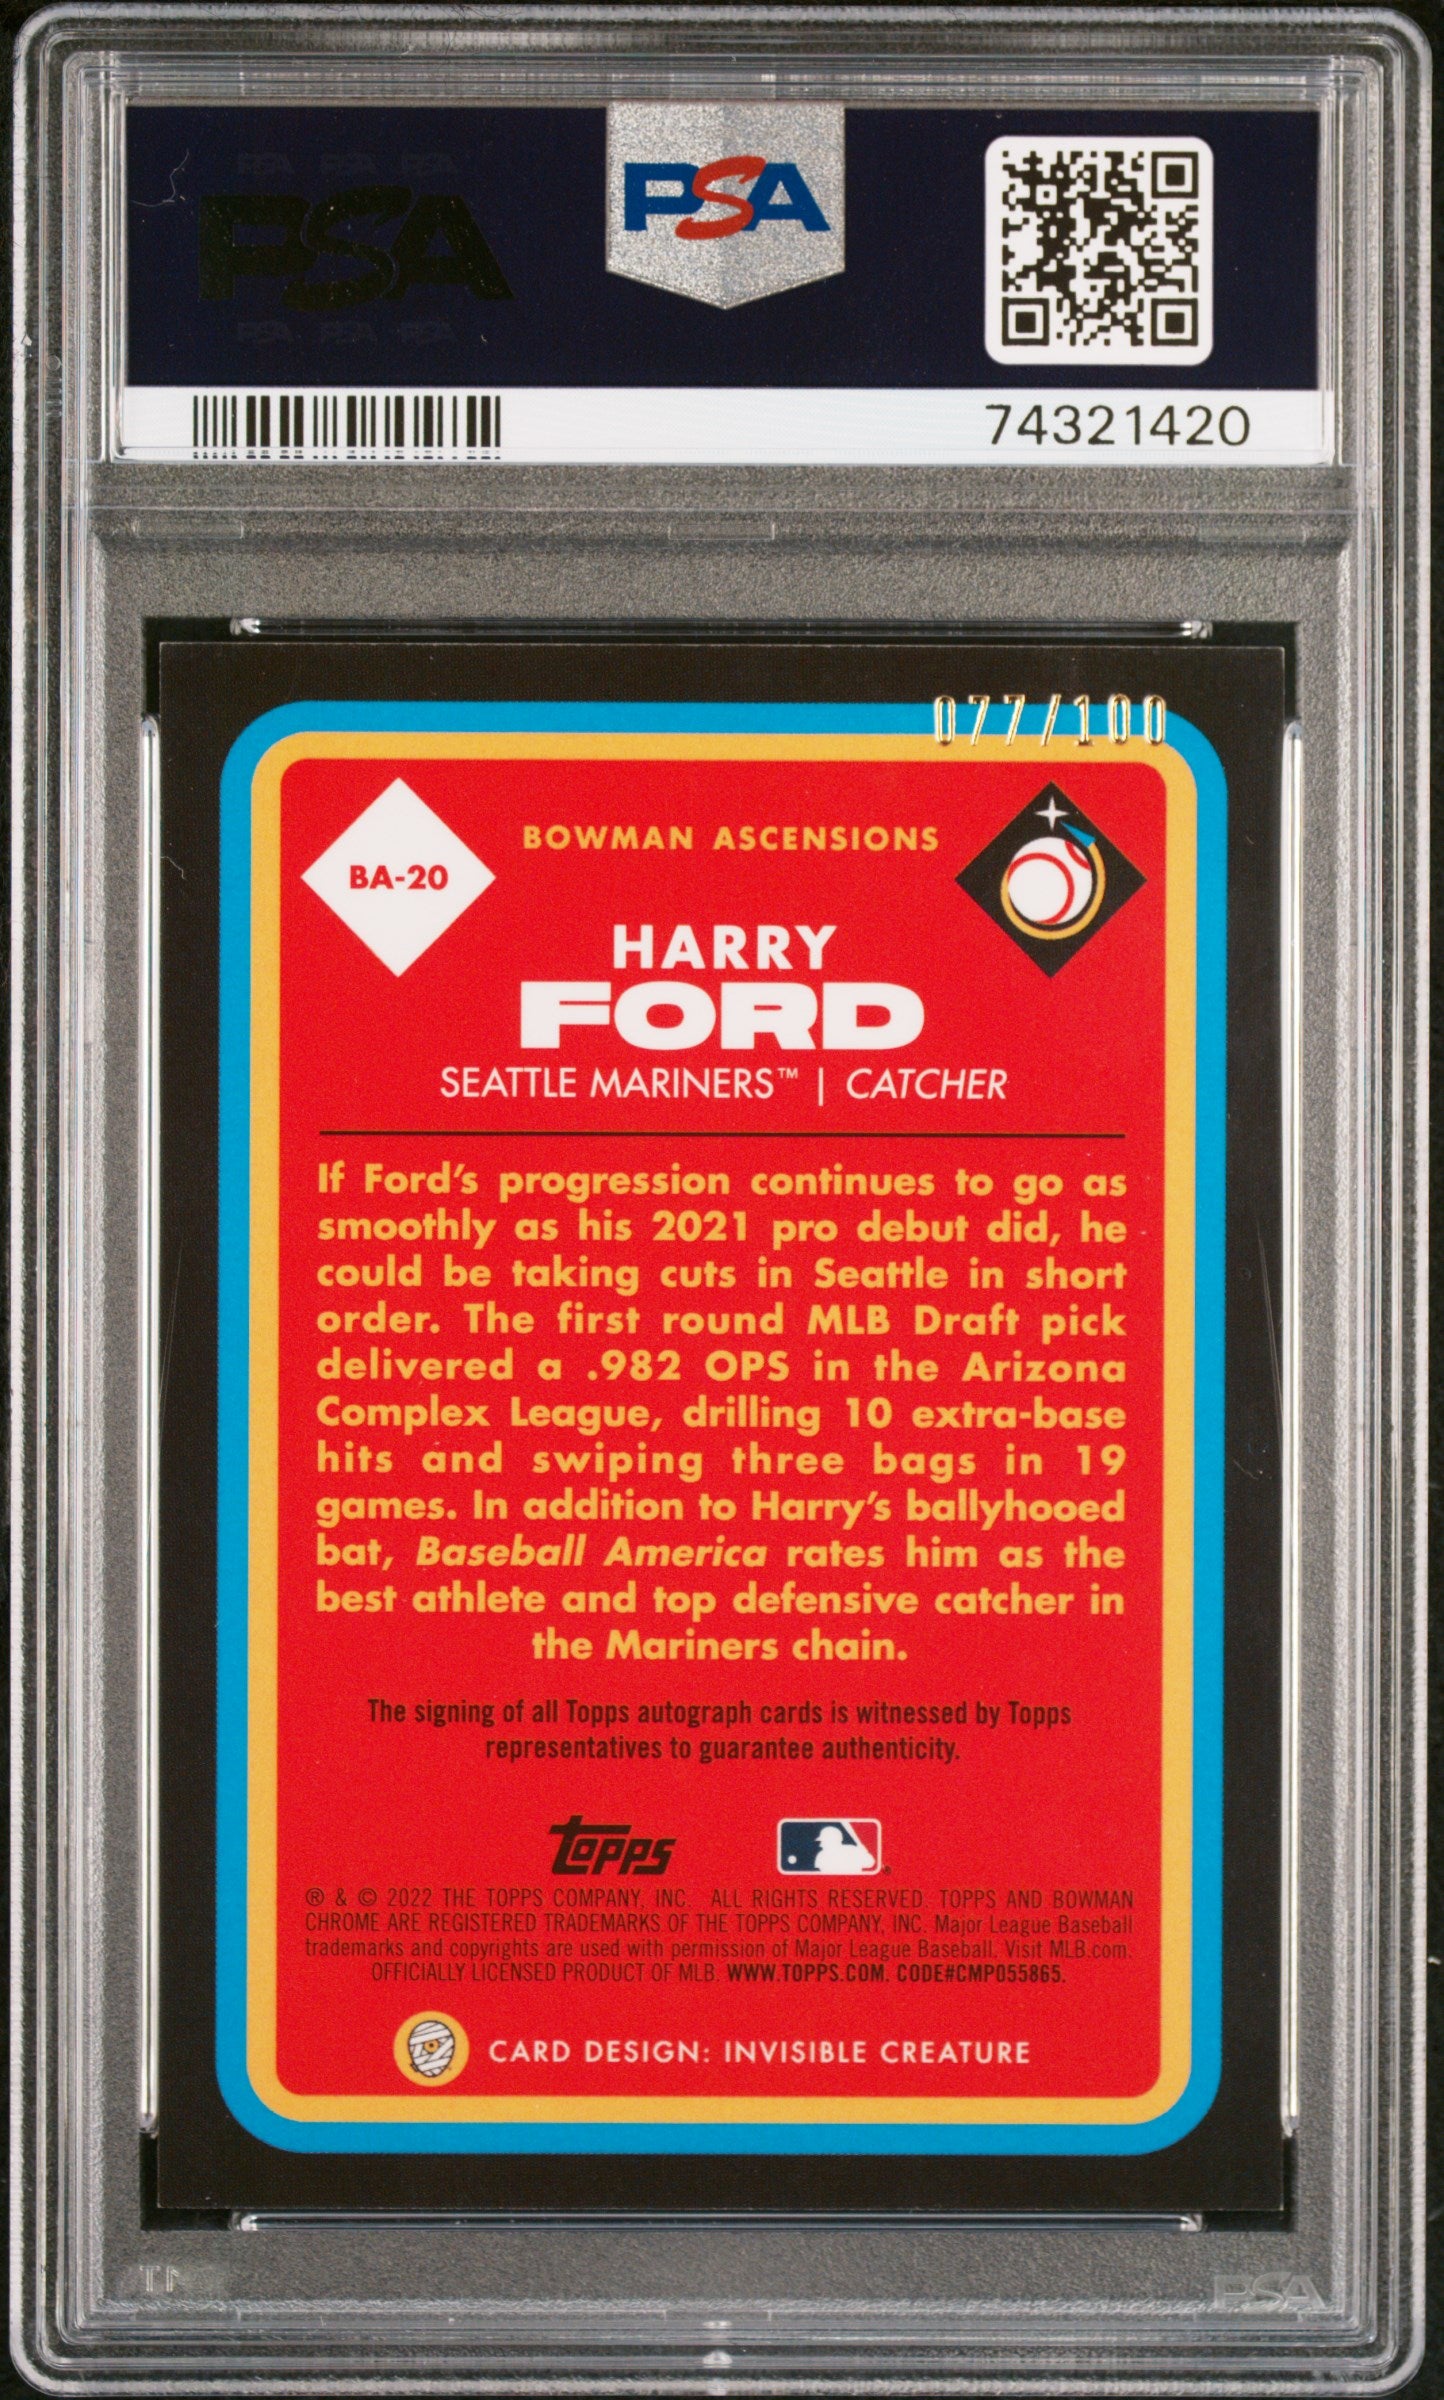 PSA PSA PSA
PSA
PSA PSA PSA
PSA
74321420
077/100
BA-20
BOWMAN ASCENSIONS
HARRY
FORD
SEATTLE MARINERS™ | CATCHER
If Ford's progression continues to go as
smoothly as his 2021 pro debut did, he
could be taking cuts in Seattle in short
order. The first round MLB Draft pick
delivered a .982 OPS in the Arizona
Complex League, drilling 10 extra-base
hits and swiping three bags in 19
games. In addition to Harry's ballyhooed
bat, Baseball America rates him as the
best athlete and top defensive catcher in
the Mariners chain.
The signing of all Topps autograph cards is witnessed by Topps
representatives to guarantee authenticity.
topps
® & © 2022 THE TOPPS COMPANY, INC. ALL RIGHTS RESERVED. TOPPS AND BOWMAN
CHROME ARE REGISTERED TRADEMARKS OF THE TOPPS COMPANY, INC. Major League Baseball
trademarks and copyrights are used with permission of Major League Baseball. Visit MLB.com.
OFFICIALLY LICENSED PRODUCT OF MLB. WWW.TOPPS.COM. CODE#CMP055865.
CARD DESIGN: INVISIBLE CREATURE
PSA